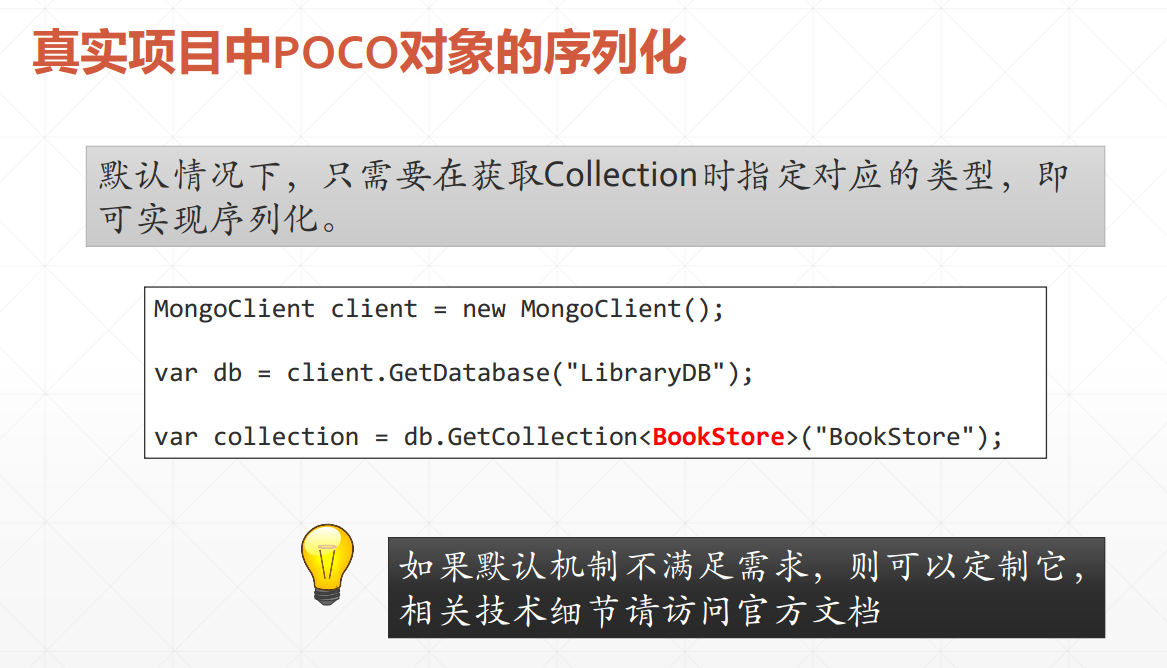 真实项目中POCO对象的序列化
默认情况下，只需要在获取Collection时指定对应的类型，即
可实现序列化。
MongoClient client = new MongoClient();
var db = client.GetDatabase("LibraryDB");
var collection = db.GetCollection<BookStore>("BookStore");
如果默认机制不满足需求，则可以定制它，
相关技术细节请访问官方文档